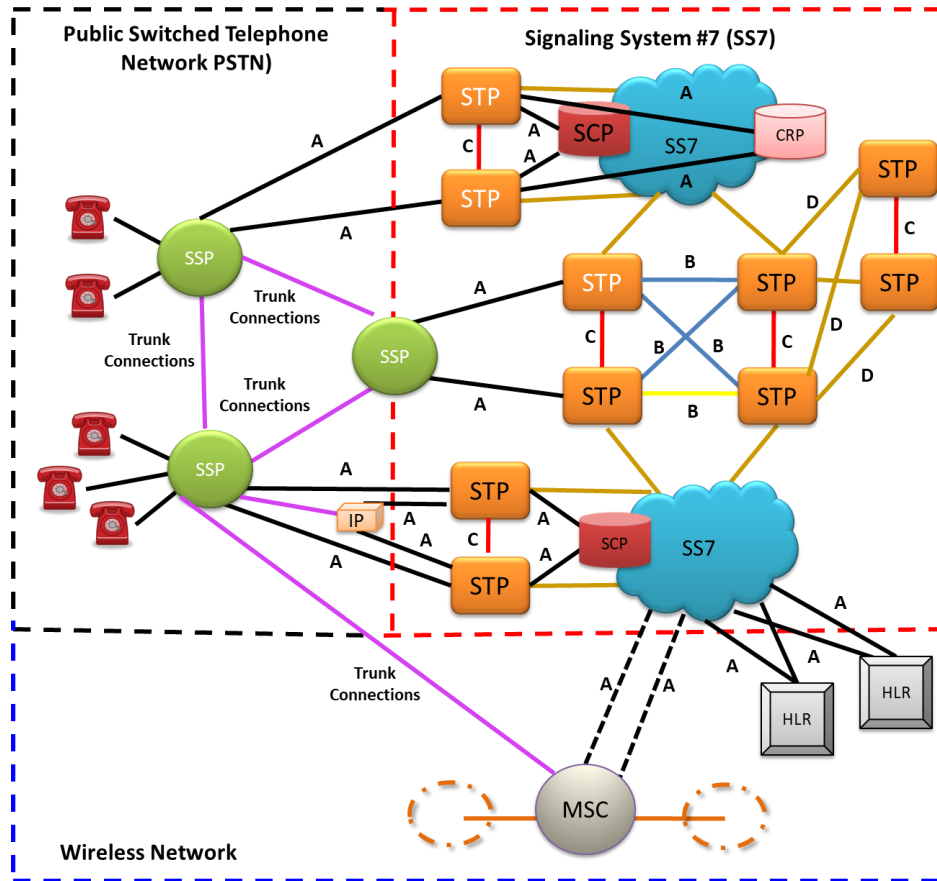 Public Switched Telephone
Network PSTN)
Signaling System #7 (SS7)
STP
A
A
SCP
SS7
CRP
A
C
A
STP
A
STP
D
C
SSP
A
STP
B
STP
STP
A
Trunk
Connections
Trunk
Connections
SSP
C
B
B
C
D
D
Trunk
Connections
A
STP
B
STP
SSP
A
STP
A
IP
A
C
A
A
SCP
SS7
A
STP
A
A
A
A
A
A
Trunk
Connections
HLR
HLR
MSC
Wireless Network